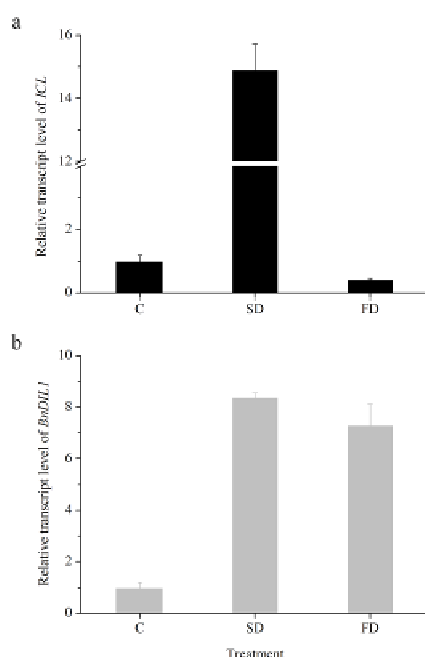 a
16
14
12
2
0
Relative transcript level of ICL
C SD FD
b
10
8
6
4
2
0
Relative transcript level of BnDIL1
C SD FD
Treatment